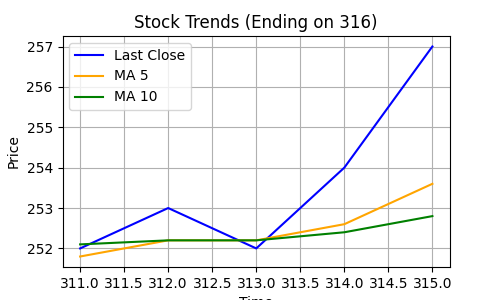 Stock Trends (Ending on 316)
Last Close
MA 5
MA 10
Price
257
256
255
254
253
252
311.0 311.5 312.0 312.5 313.0 313.5 314.0 314.5 315.0
Time